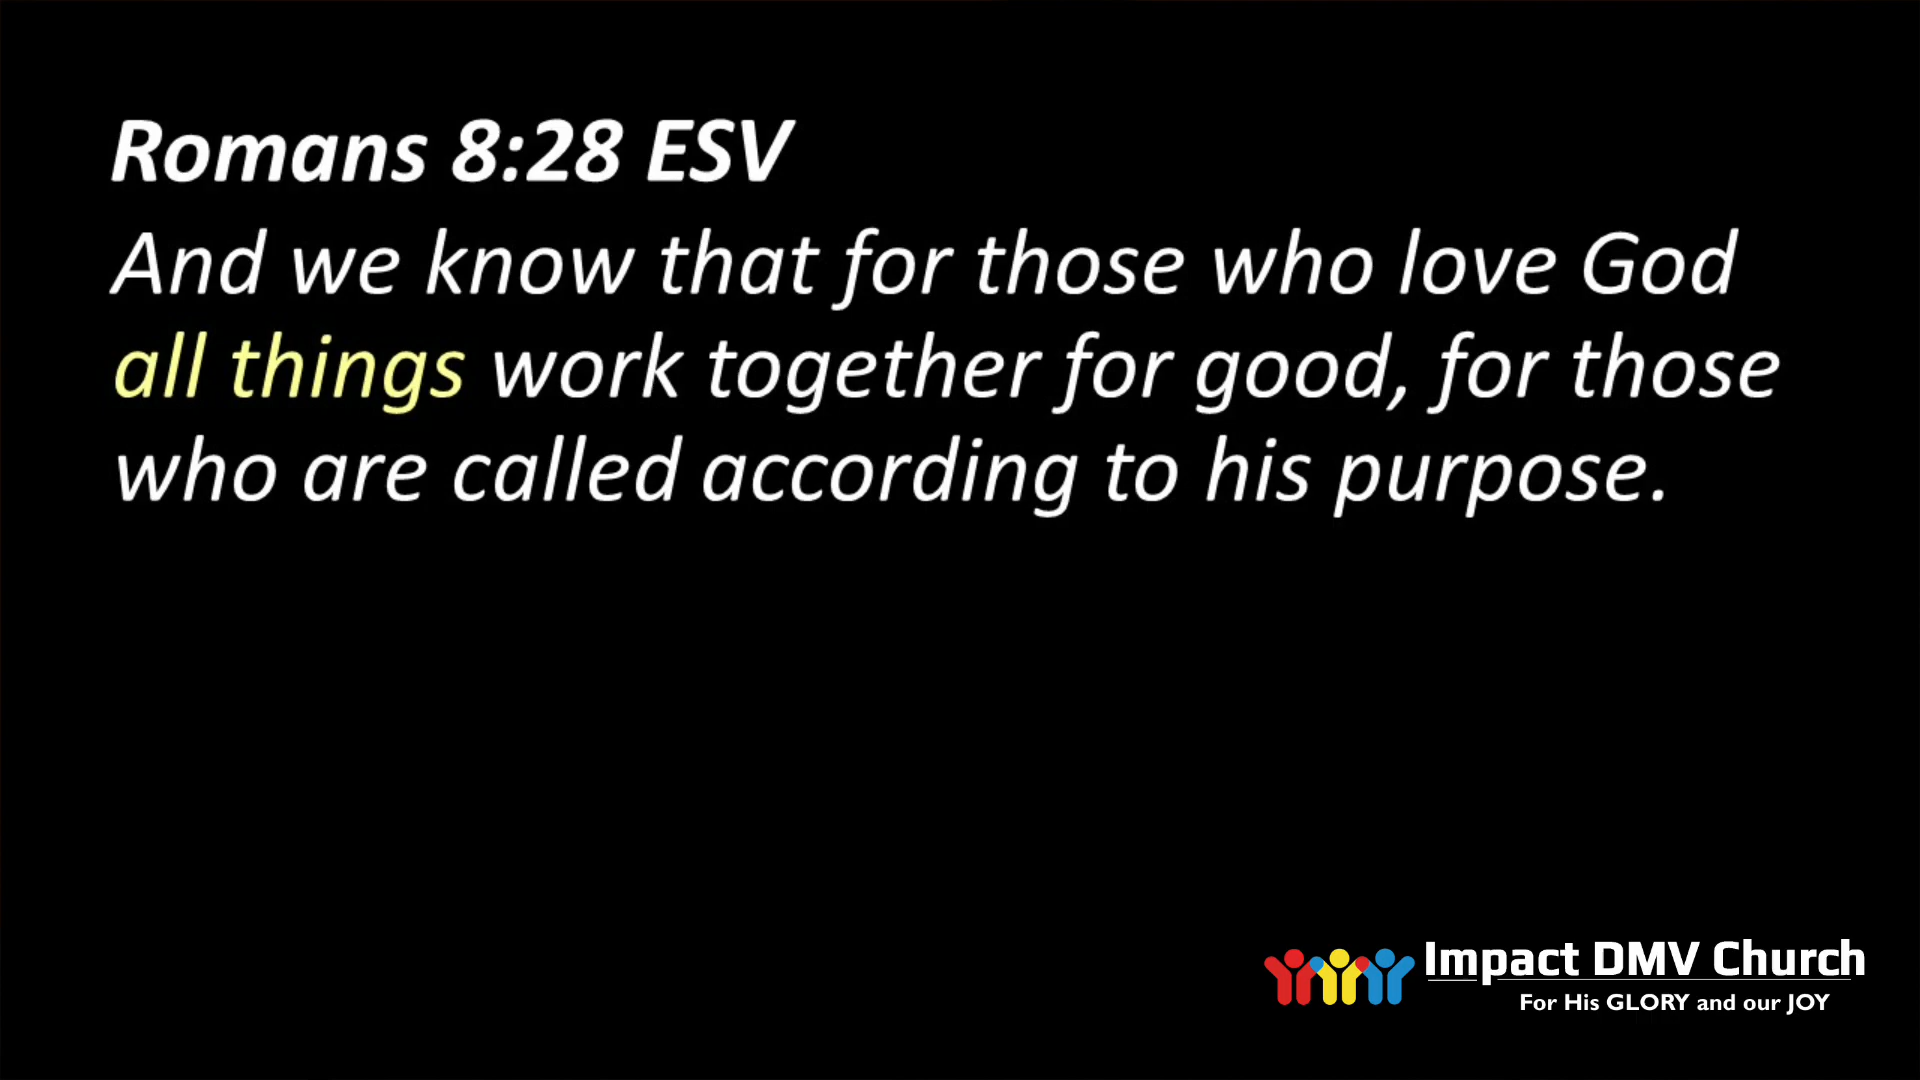 Romans 8:28 ESV
And we know that for those who love God
all things work together for good, for those
who are called according to his purpose.
Impact DMV Church
For His GLORY and our JOY